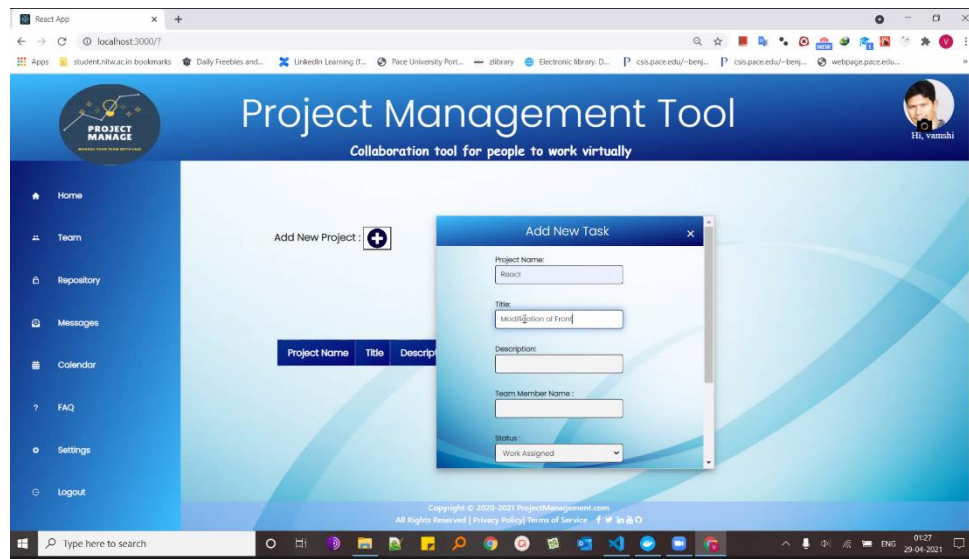 React App
localhost:3000/?
Apps student.nitw.ac.in bookmarks Daily Freebies and... LinkedIn Learning (f... Pace University Port... zlibrary Electronic library. D... csis.pace.edu/~benj... csis.pace.edu/~benj... webpage.pace.edu...
PROJECT
MANAGE
Project Management Tool
Collaboration tool for people to work virtually
Hi, vamshi
Home
Team
Repository
Messages
Calendar
FAQ
Settings
Logout
Add New Project :
Project Name Title Descript
Add New Task ×
Project Name:
React
Title:
Modification of Front
Description:
Team Member Name :
Status :
Work Assigned
Copyright © 2020-2021 ProjectManagement.com
All Rights Reserved | Privacy Policy| Terms of Service
Type here to search
ENG
01:27
29-04-2021